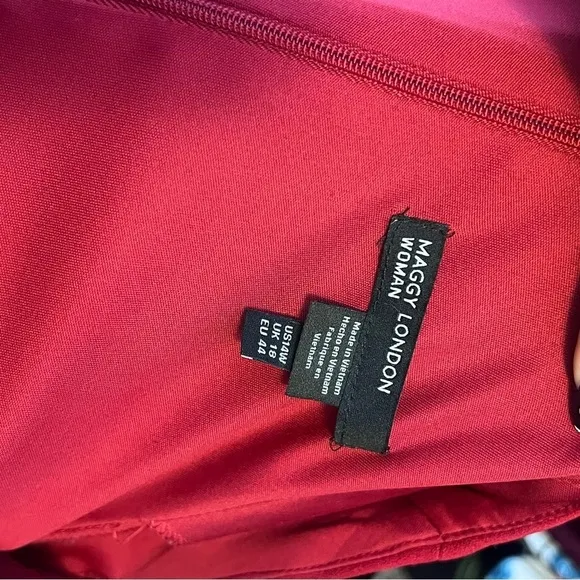 MAGGY LONDON
WOMAN
Made in Vietnam
Hecho en Vietnam
Fabriqué en
Vietnam
US14W
UK 18
EU 44